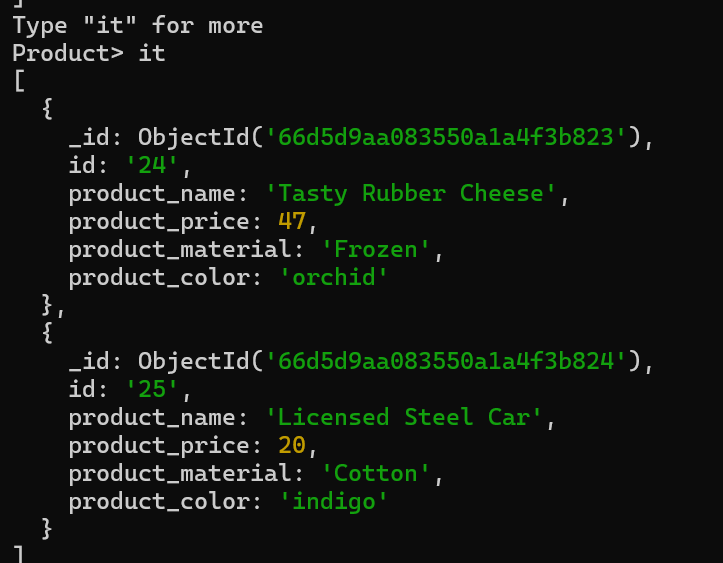 ]
Type "it" for more
Product> it
[
  {
    _id: ObjectId('66d5d9aa083550a1a4f3b823'),
    id: '24',
    product_name: 'Tasty Rubber Cheese',
    product_price: 47,
    product_material: 'Frozen',
    product_color: 'orchid'
  },
  {
    _id: ObjectId('66d5d9aa083550a1a4f3b824'),
    id: '25',
    product_name: 'Licensed Steel Car',
    product_price: 20,
    product_material: 'Cotton',
    product_color: 'indigo'
  }
]